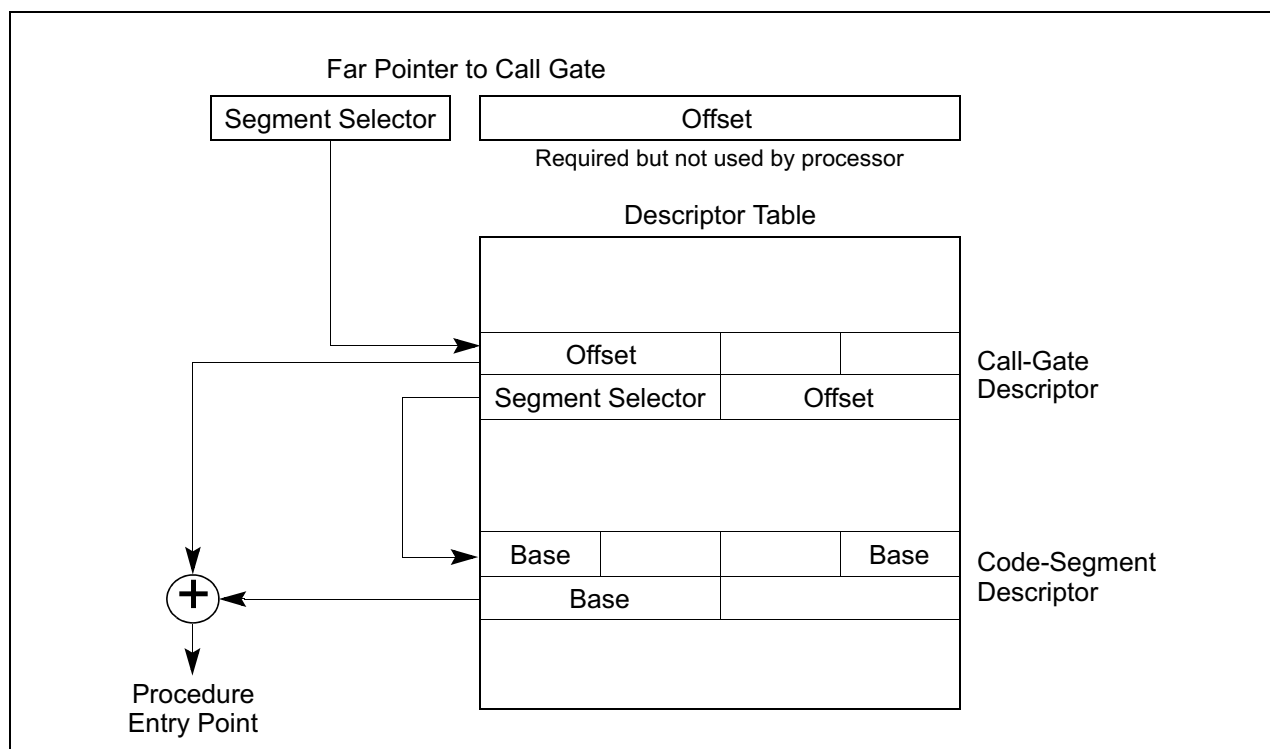 Far Pointer to Call Gate
Segment Selector
Offset
Required but not used by processor
Descriptor Table
Offset
Call-Gate
Descriptor
Segment Selector
Offset
Base
Base
Code-Segment
Descriptor
Base
+
Procedure
Entry Point